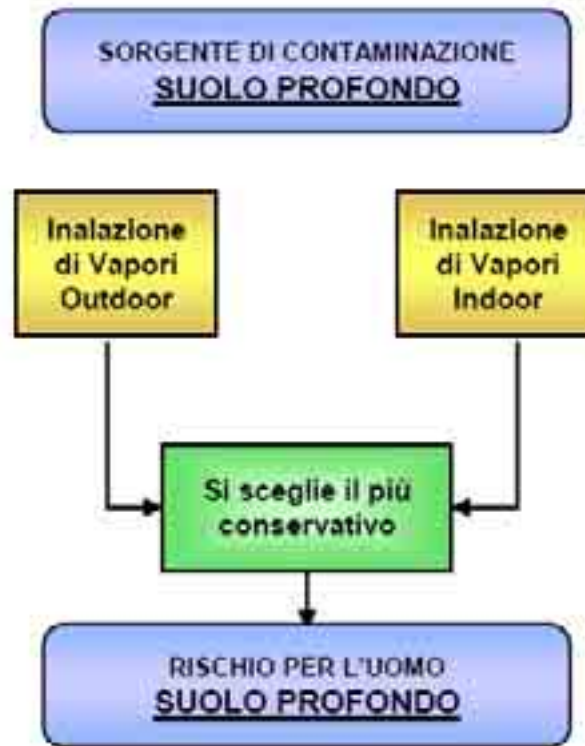 SORGENTE DI CONTAMINAZIONE
SUOLO PROFONDO
Inalazione
di Vapori
Outdoor
Inalazione
di Vapori
Indoor
Si sceglie il più
conservativo
RISCHIO PER L'UOMO
SUOLO PROFONDO